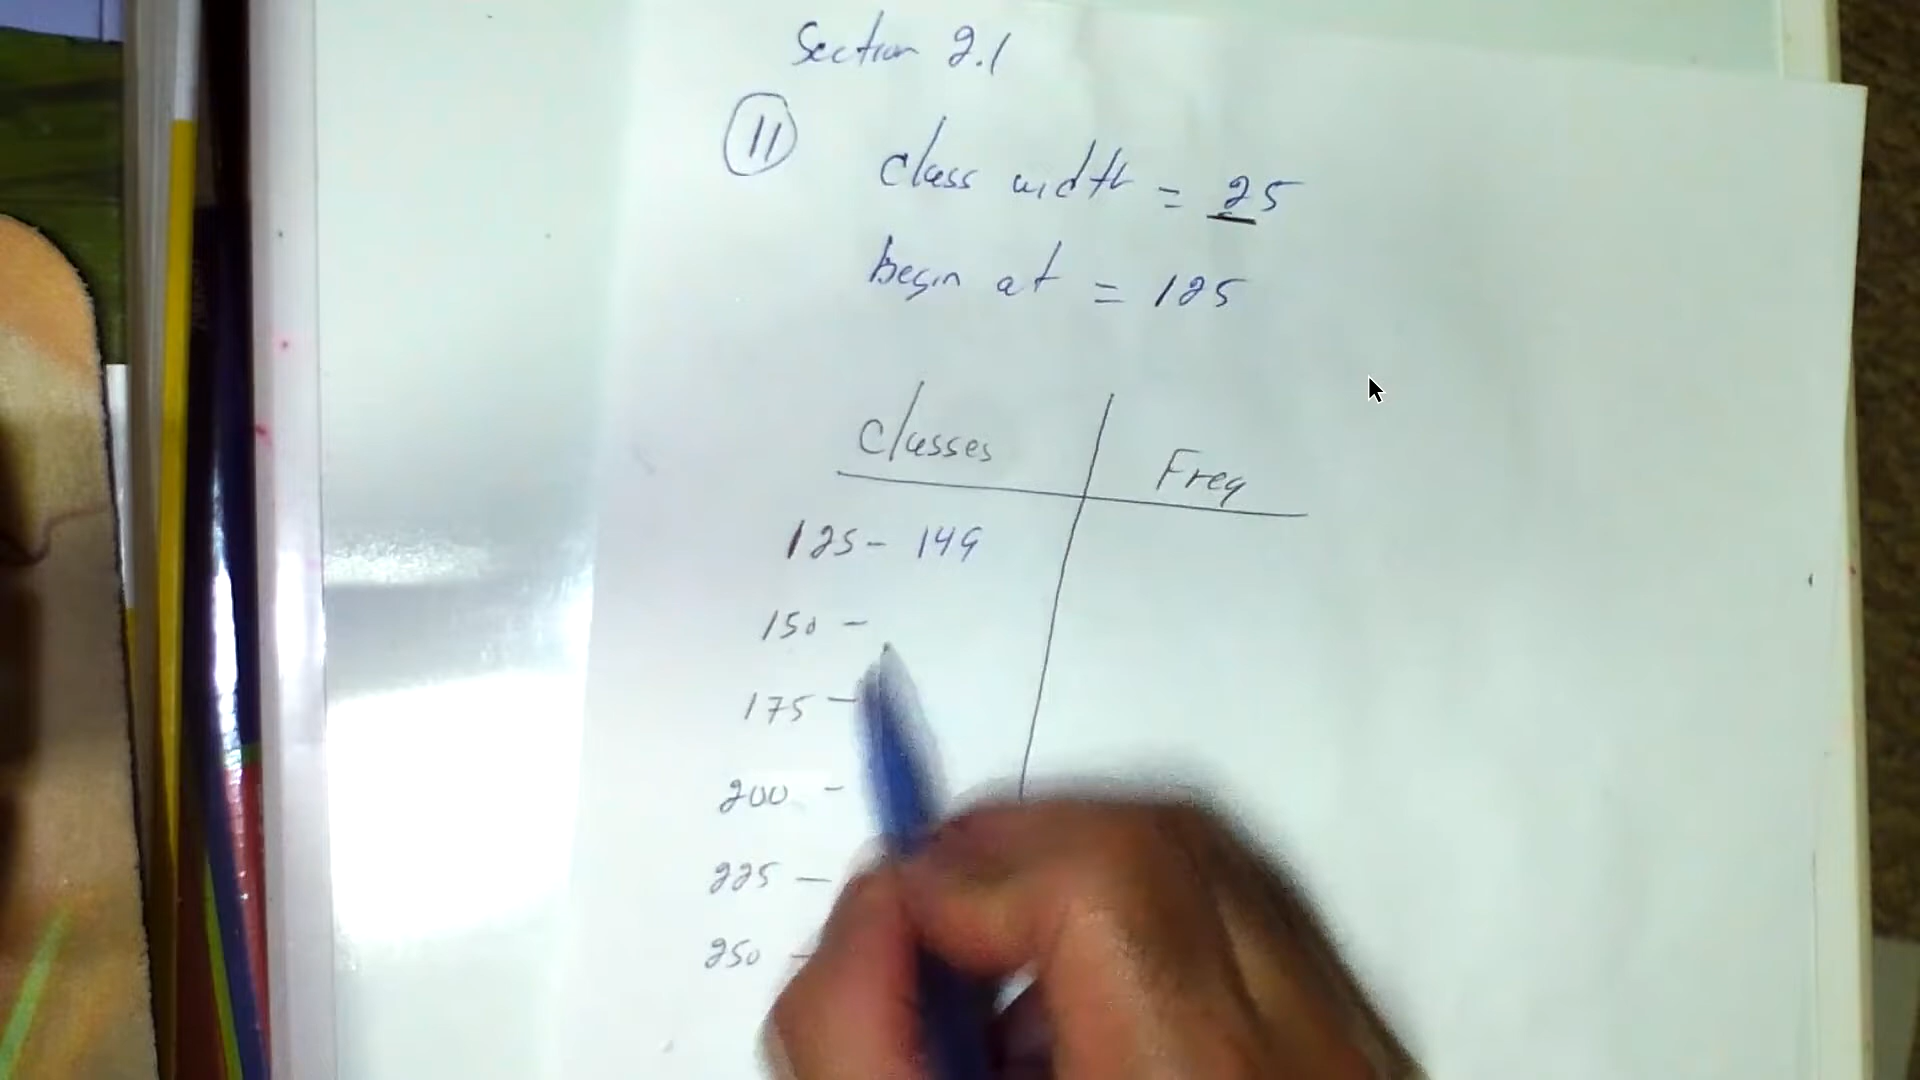 Section 2.1
11 class width = 25
begin at = 125
Classes Freq
125 - 149
150 -
175 -
200 -
225 -
250 -